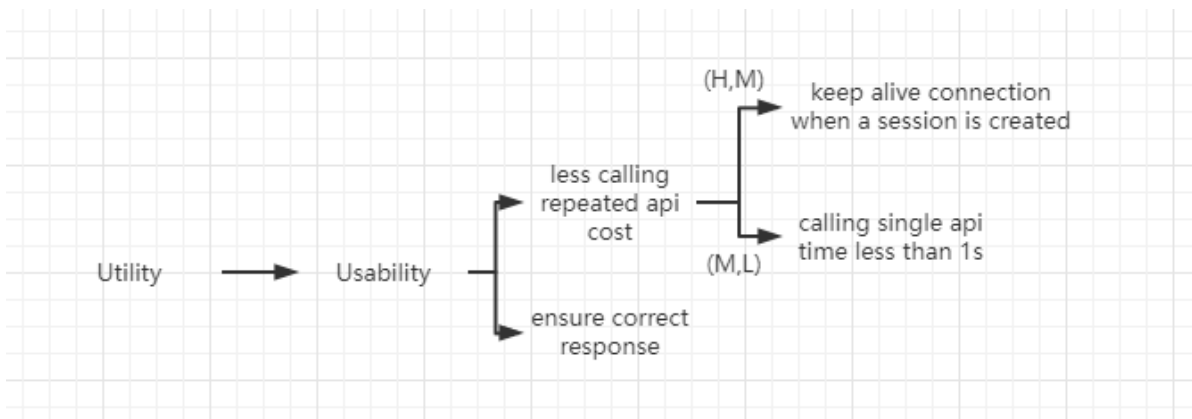 Utility
Usability
less calling
repeated api
cost
ensure correct
response
(H,M)
keep alive connection
when a session is created
(M,L)
calling single api
time less than 1s